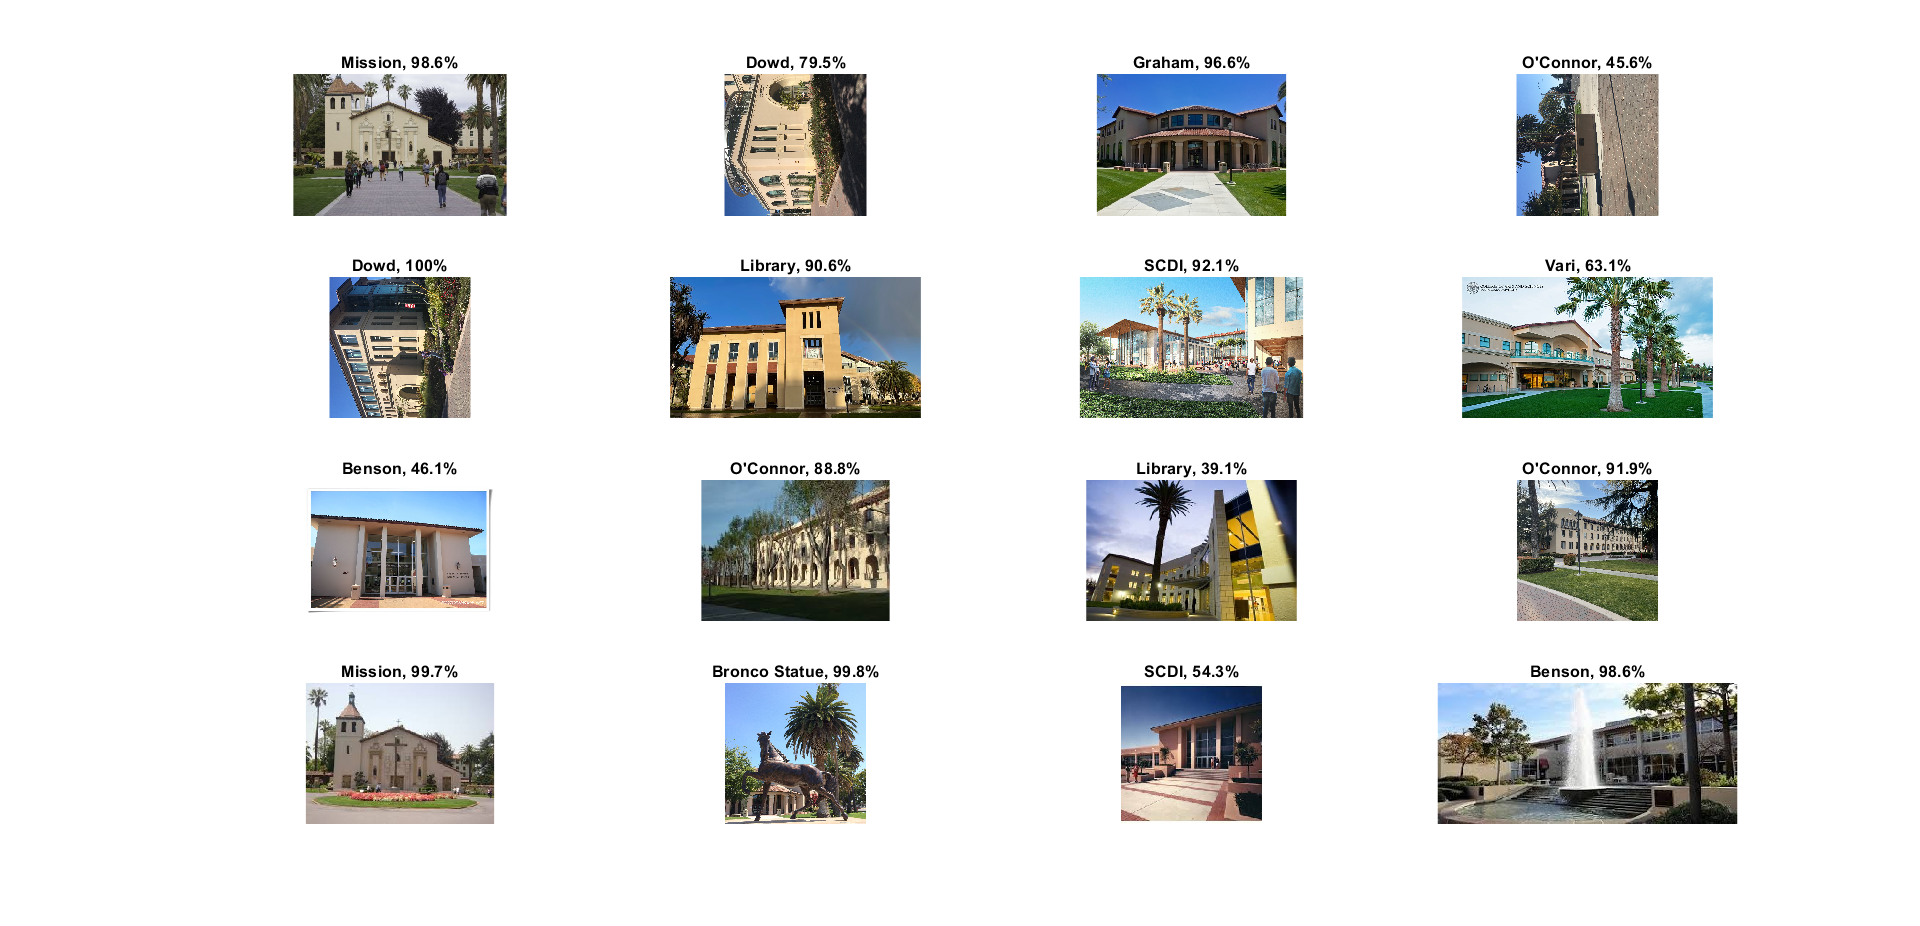 Mission, 98.6%
Dowd, 79.5%
Graham, 96.6%
O'Connor, 45.6%
Dowd, 100%
Library, 90.6%
SCDI, 92.1%
Vari, 63.1%
Benson, 46.1%
O'Connor, 88.8%
Library, 39.1%
O'Connor, 91.9%
Mission, 99.7%
Bronco Statue, 99.8%
SCDI, 54.3%
Benson, 98.6%